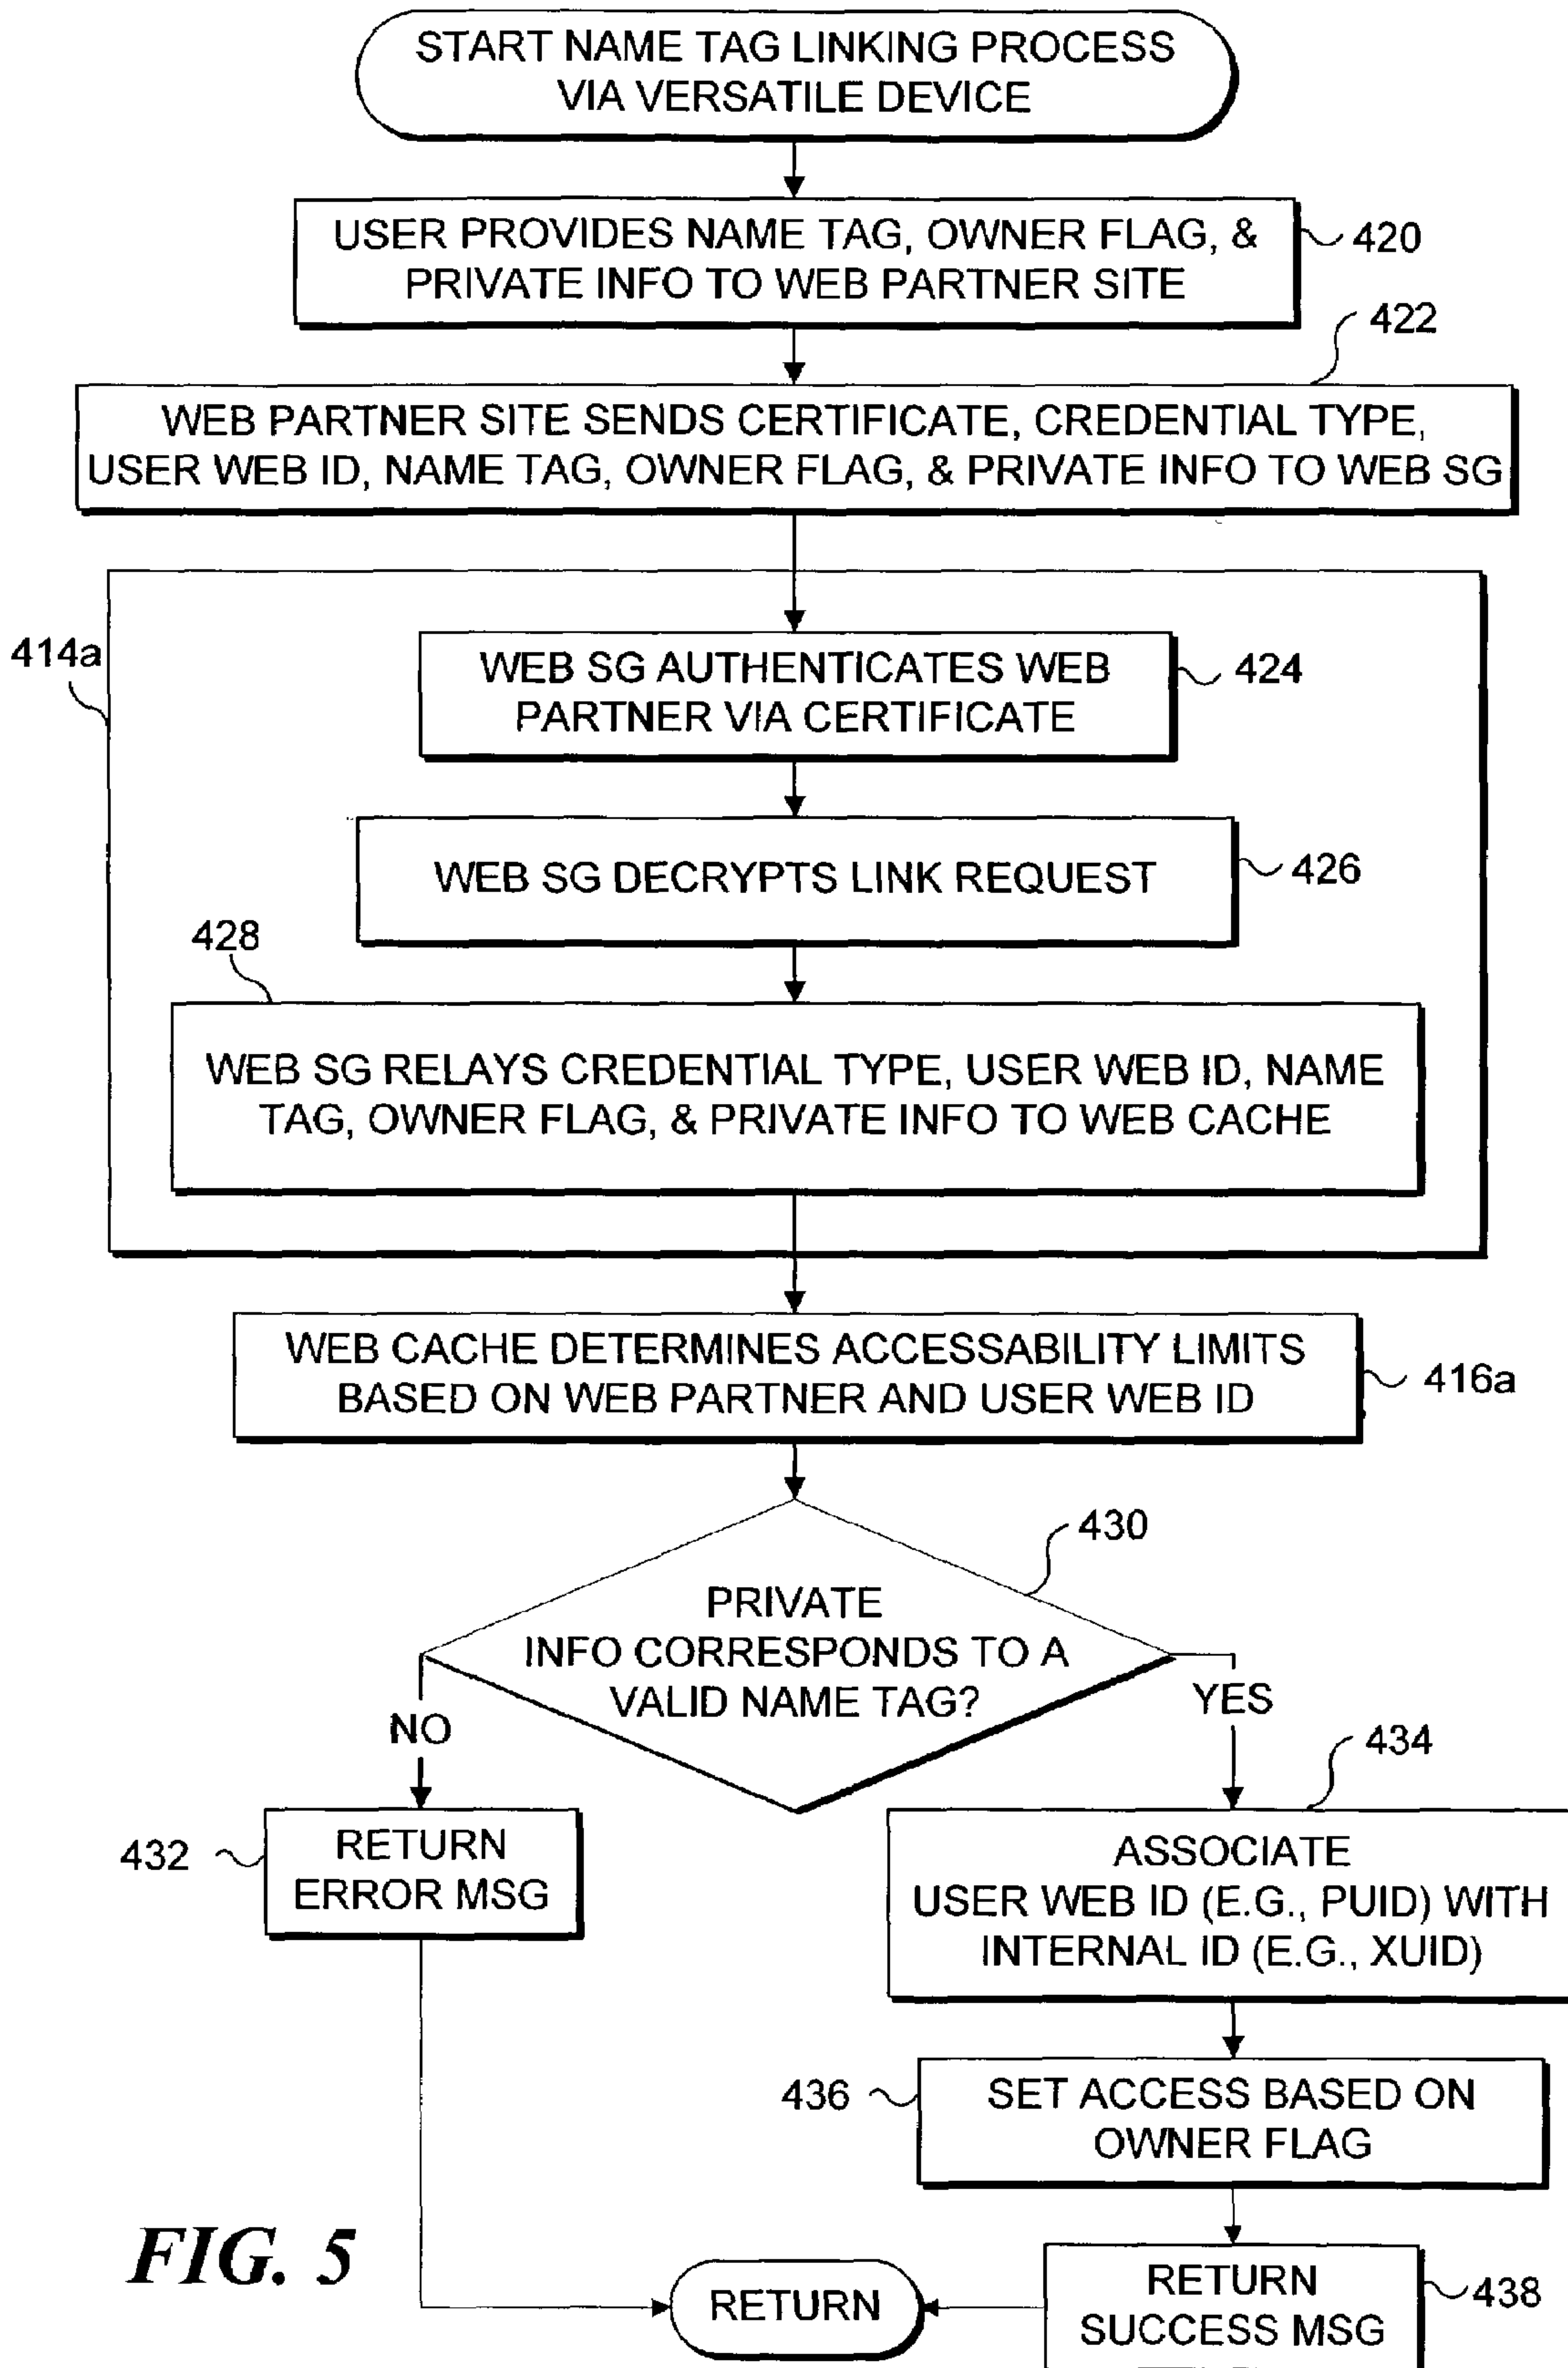 START NAME TAG LINKING PROCESS
VIA VERSATILE DEVICE
USER PROVIDES NAME TAG, OWNER FLAG, &
PRIVATE INFO TO WEB PARTNER SITE
420
422
WEB PARTNER SITE SENDS CERTIFICATE, CREDENTIAL TYPE,
USER WEB ID, NAME TAG, OWNER FLAG, & PRIVATE INFO TO WEB SG
414a
WEB SG AUTHENTICATES WEB
PARTNER VIA CERTIFICATE
424
WEB SG DECRYPTS LINK REQUEST
426
428
WEB SG RELAYS CREDENTIAL TYPE, USER WEB ID, NAME
TAG, OWNER FLAG, & PRIVATE INFO TO WEB CACHE
WEB CACHE DETERMINES ACCESSABILITY LIMITS
BASED ON WEB PARTNER AND USER WEB ID
416a
430
PRIVATE
INFO CORRESPONDS TO A
VALID NAME TAG?
NO
YES
432
RETURN
ERROR MSG
434
ASSOCIATE
USER WEB ID (E.G., PUID) WITH
INTERNAL ID (E.G., XUID)
436
SET ACCESS BASED ON
OWNER FLAG
FIG. 5
RETURN
RETURN
SUCCESS MSG
438